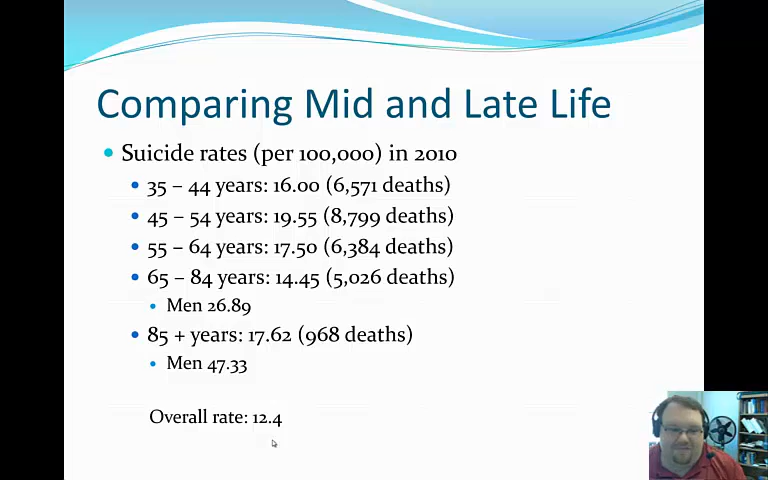 Comparing Mid and Late Life
Suicide rates (per 100,000) in 2010
35 – 44 years: 16.00 (6,571 deaths)
45 – 54 years: 19.55 (8,799 deaths)
55 – 64 years: 17.50 (6,384 deaths)
65 – 84 years: 14.45 (5,026 deaths)
Men 26.89
85 + years: 17.62 (968 deaths)
Men 47.33
Overall rate: 12.4